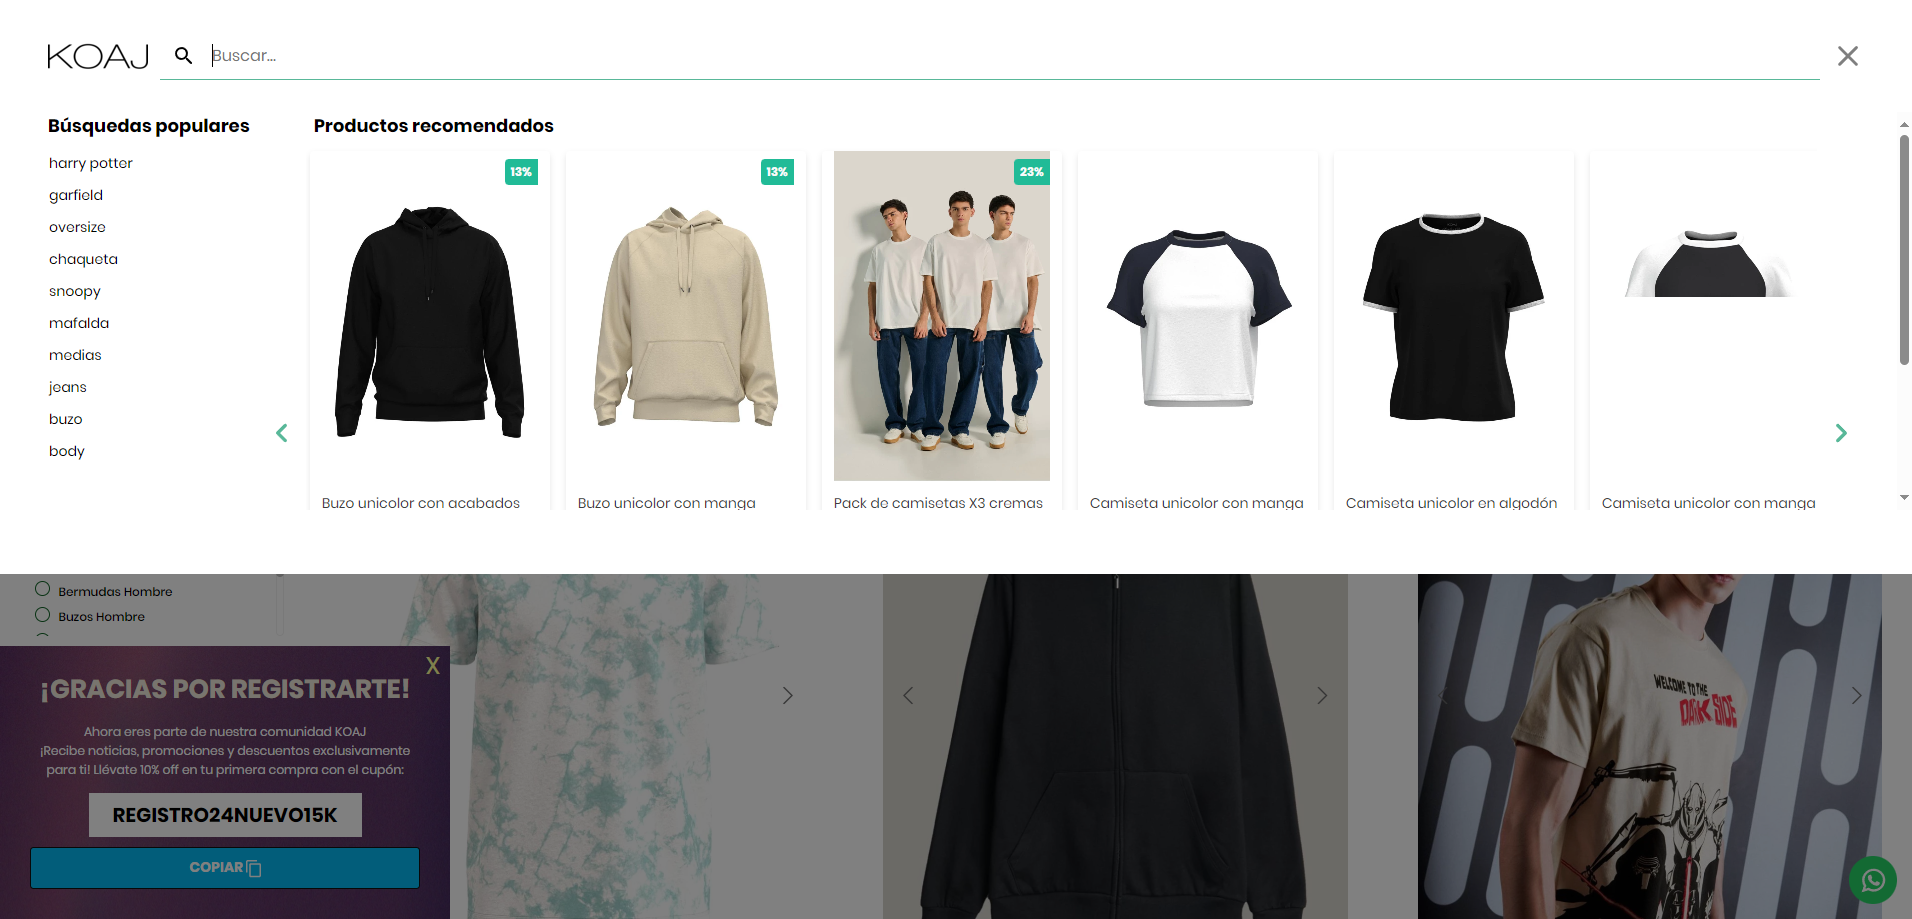 KOAJ
Buscar...
Búsquedas populares
harry potter
garfield
oversize
chaqueta
snoopy
mafalda
medias
jeans
buzo
body
Productos recomendados
13%
13%
23%
Buzo unicolor con acabados
Buzo unicolor con manga
Pack de camisetas X3 cremas
Camiseta unicolor con manga
Camiseta unicolor en algodón
Camiseta unicolor con manga
Bermudas Hombre
Buzos Hombre
X
¡GRACIAS POR REGISTRARTE!
Ahora eres parte de nuestra comunidad KOAJ
¡Recibe noticias, promociones y descuentos exclusivamente
para ti! Llévate 10% off en tu primera compra con el cupón:
REGISTRO24NUEVO15K
COPIAR
WELCOME TO THE
DARK SIDE